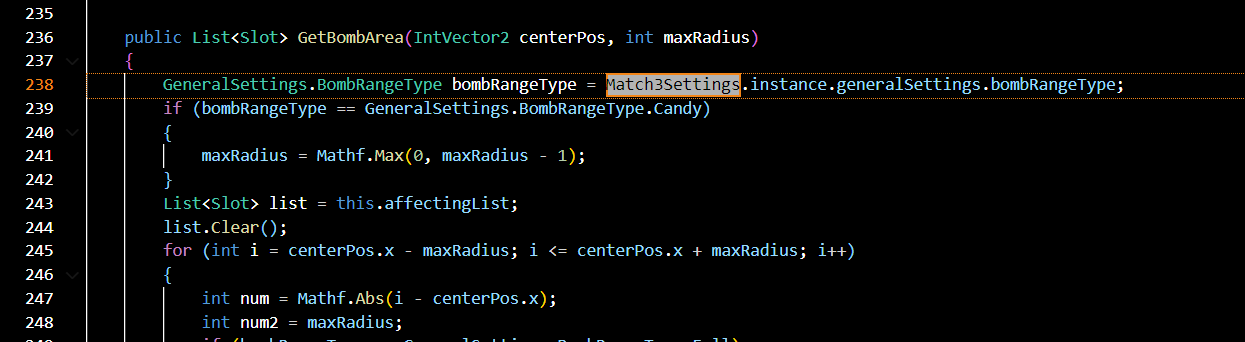 235
236 public List<Slot> GetBombArea(IntVector2 centerPos, int maxRadius)
237 {
238 GeneralSettings.BombRangeType bombRangeType = Match3Settings.instance.generalSettings.bombRangeType;
239 if (bombRangeType == GeneralSettings.BombRangeType.Candy)
240 {
241 maxRadius = Mathf.Max(0, maxRadius - 1);
242 }
243 List<Slot> list = this.affectingList;
244 list.Clear();
245 for (int i = centerPos.x - maxRadius; i <= centerPos.x + maxRadius; i++)
246 {
247 int num = Mathf.Abs(i - centerPos.x);
248 int num2 = maxRadius;